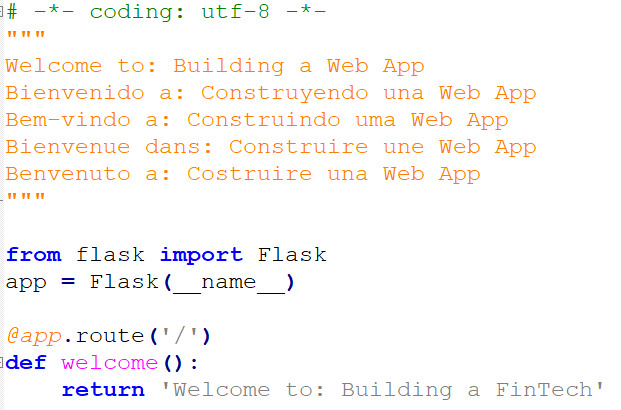 # -*- coding: utf-8 -*-
"""
Welcome to: Building a Web App
Bienvenido a: Construyendo una Web App
Bem-vindo a: Construindo uma Web App
Bienvenue dans: Construire une Web App
Benvenuto a: Costruire una Web App
"""

from flask import Flask
app = Flask(__name__)

@app.route('/')
def welcome():
    return 'Welcome to: Building a FinTech'